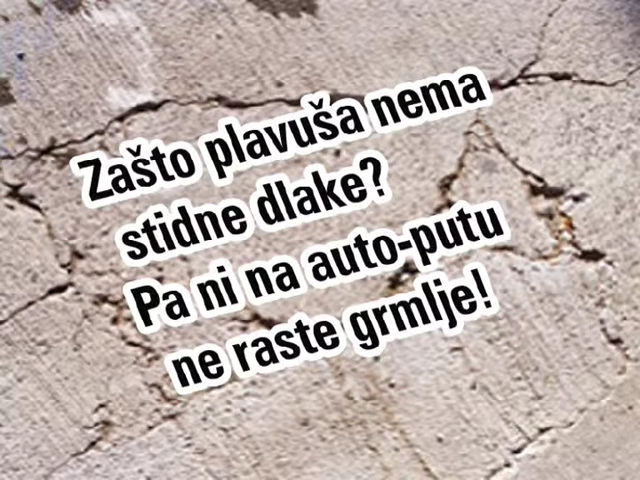 Zašto plavuša nema
stidne dlake?
Pa ni na auto-putu
ne raste grmlje!